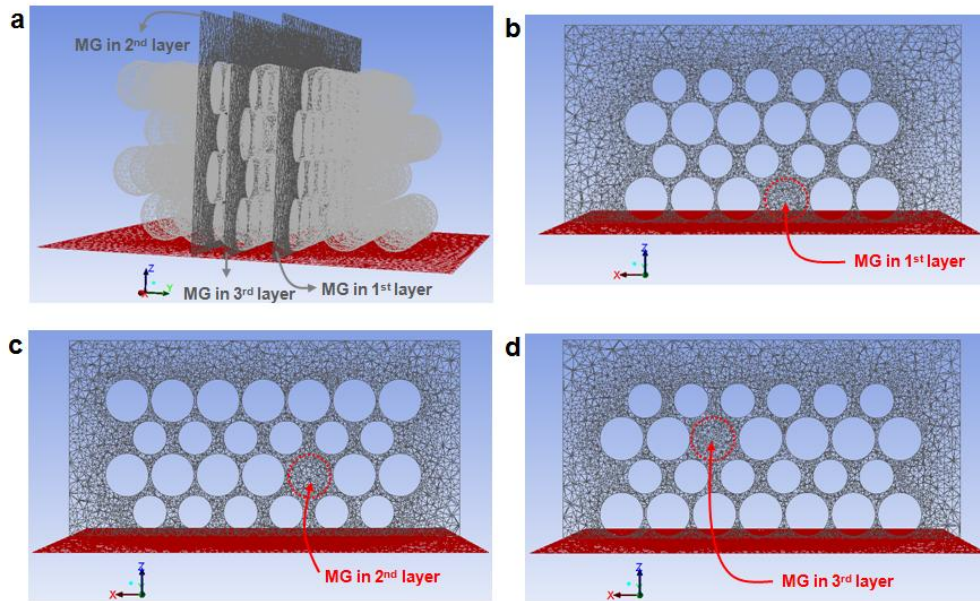 a
MG in 2nd layer
MG in 3rd layer
MG in 1st layer
Z
X
Y
b
MG in 1st layer
Z
X
c
MG in 2nd layer
Z
X
d
MG in 3rd layer
Z
X